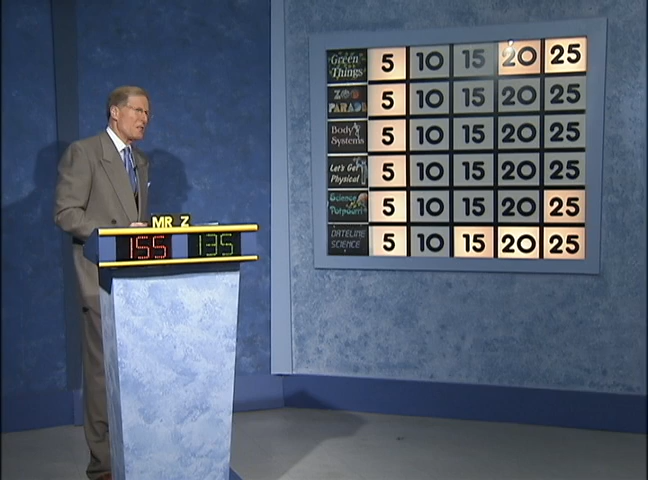 Green Things 5 10 15 20 25
ZOO PARADE 5 10 15 20 25
Body Systems 5 10 15 20 25
Let's Get Physical 5 10 15 20 25
Science Potpourri 5 10 15 20 25
DATELINE SCIENCE 5 10 15 20 25
MR Z
155 135